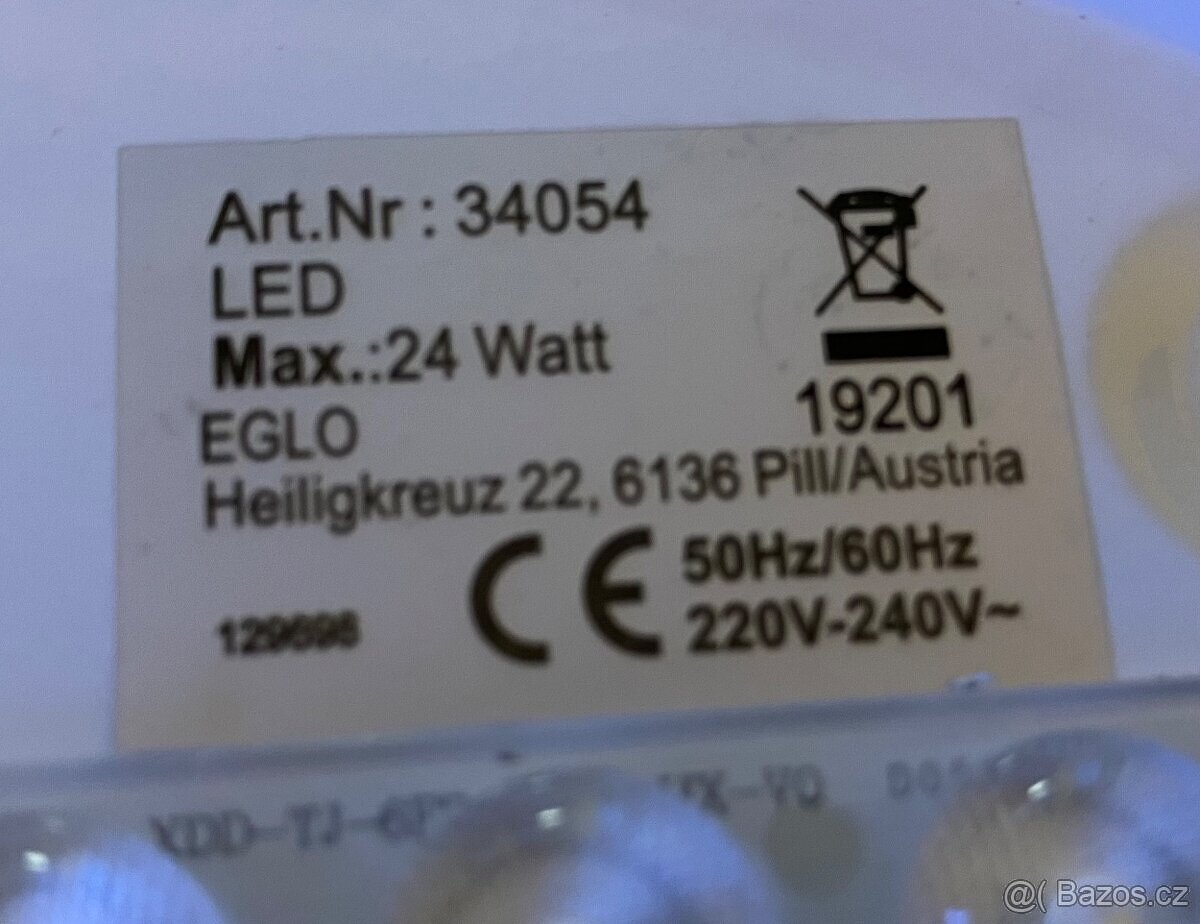 Art.Nr : 34054
LED
Max.:24 Watt
19201
EGLO
Heiligkreuz 22, 6136 Pill/Austria
CE 50Hz/60Hz
220V-240V~
129698
@( Bazos.cz